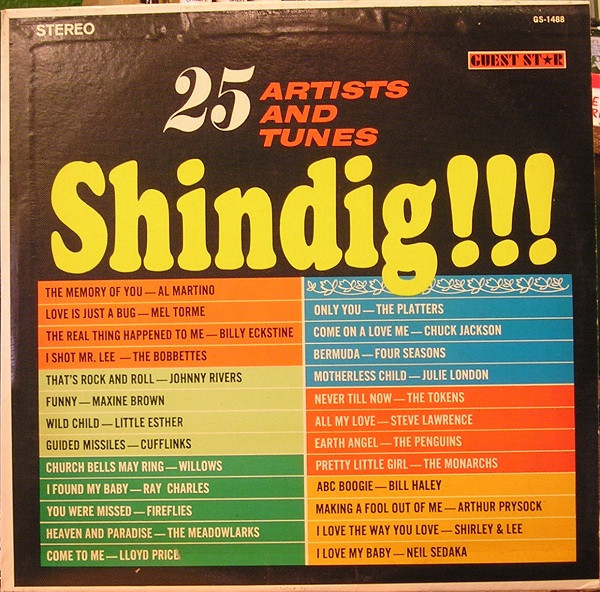 STEREO
GS-1488
GUEST ST★R
25 ARTISTS
AND
TUNES
Shindig!!!
THE MEMORY OF YOU — AL MARTINO
LOVE IS JUST A BUG — MEL TORME
THE REAL THING HAPPENED TO ME — BILLY ECKSTINE
I SHOT MR. LEE — THE BOBBETTES
THAT'S ROCK AND ROLL — JOHNNY RIVERS
FUNNY — MAXINE BROWN
WILD CHILD — LITTLE ESTHER
GUIDED MISSILES — CUFFLINKS
CHURCH BELLS MAY RING — WILLOWS
I FOUND MY BABY — RAY CHARLES
YOU WERE MISSED — FIREFLIES
HEAVEN AND PARADISE — THE MEADOWLARKS
COME TO ME — LLOYD PRICE
ONLY YOU — THE PLATTERS
COME ON A LOVE ME — CHUCK JACKSON
BERMUDA — FOUR SEASONS
MOTHERLESS CHILD — JULIE LONDON
NEVER TILL NOW — THE TOKENS
ALL MY LOVE — STEVE LAWRENCE
EARTH ANGEL — THE PENGUINS
PRETTY LITTLE GIRL — THE MONARCHS
ABC BOOGIE — BILL HALEY
MAKING A FOOL OUT OF ME — ARTHUR PRYSOCK
I LOVE THE WAY YOU LOVE — SHIRLEY & LEE
I LOVE MY BABY — NEIL SEDAKA